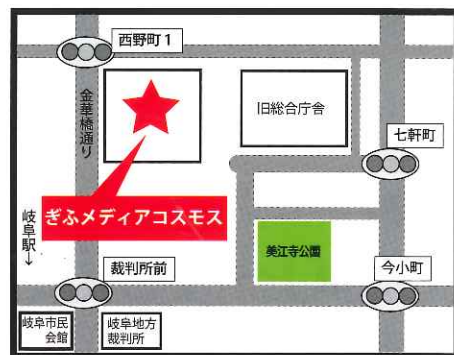 西野町1
金華橋通り
旧総合庁舎
七軒町
ぎふメディアコスモス
岐阜駅↓
美江寺公園
裁判所前
今小町
岐阜市民
会館
岐阜地方
裁判所